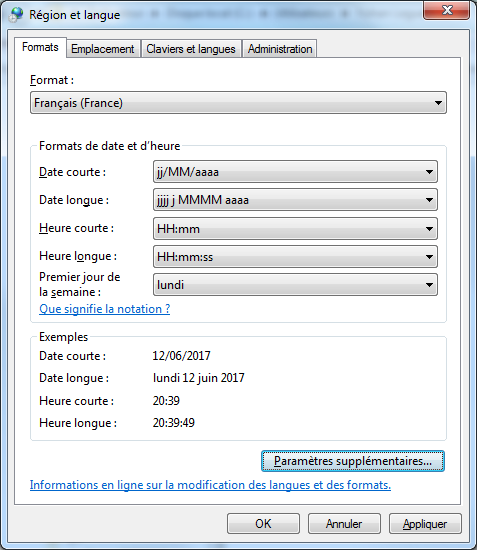 Région et langue
Formats Emplacement Claviers et langues Administration
Format :
Français (France)
Formats de date et d'heure
Date courte : jj/MM/aaaa
Date longue : jjjj j MMMM aaaa
Heure courte : HH:mm
Heure longue : HH:mm:ss
Premier jour de
la semaine : lundi
Que signifie la notation ?
Exemples
Date courte : 12/06/2017
Date longue : lundi 12 juin 2017
Heure courte : 20:39
Heure longue : 20:39:49
Paramètres supplémentaires...
Informations en ligne sur la modification des langues et des formats.
OK Annuler Appliquer